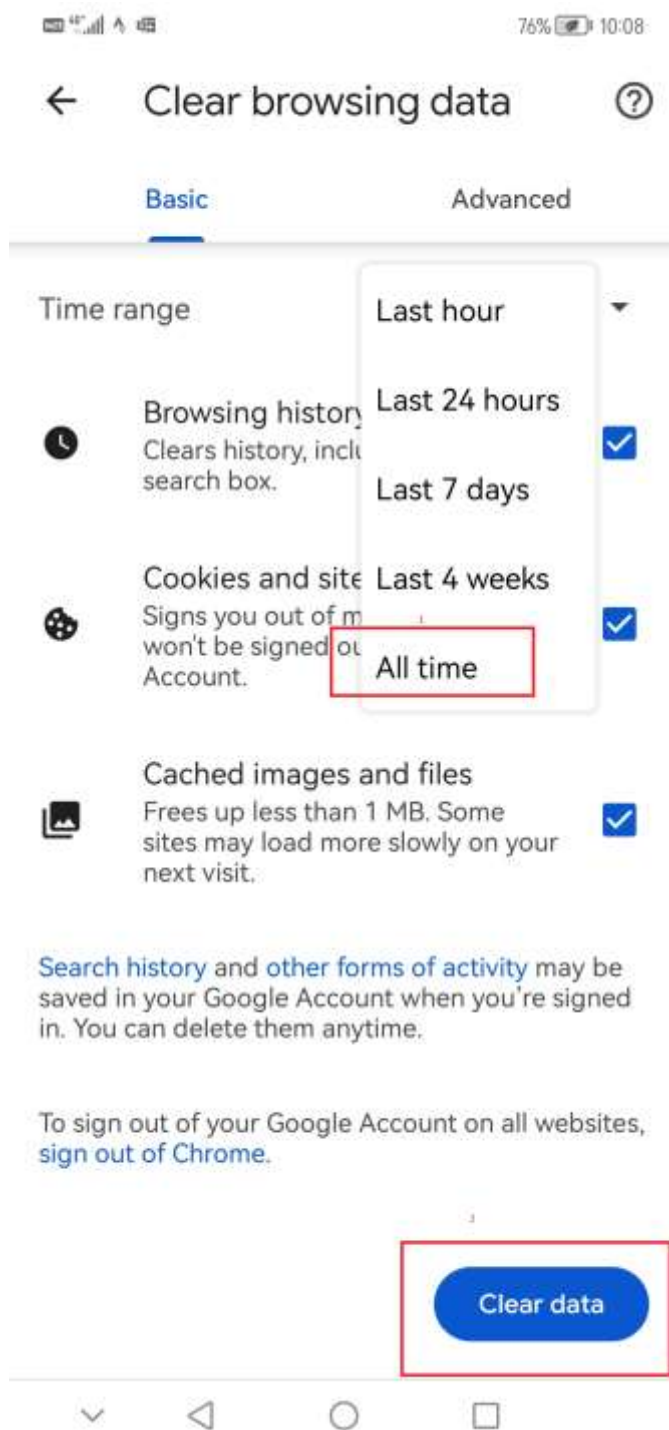 76% 10:08
Clear browsing data
Basic Advanced
Time range
Last hour
Last 24 hours
Last 7 days
Last 4 weeks
All time
Browsing history
Clears history, inclu
search box.
Cookies and site
Signs you out of m
won't be signed ou
Account.
Cached images and files
Frees up less than 1 MB. Some
sites may load more slowly on your
next visit.
Search history and other forms of activity may be
saved in your Google Account when you're signed
in. You can delete them anytime.
To sign out of your Google Account on all websites,
sign out of Chrome.
Clear data